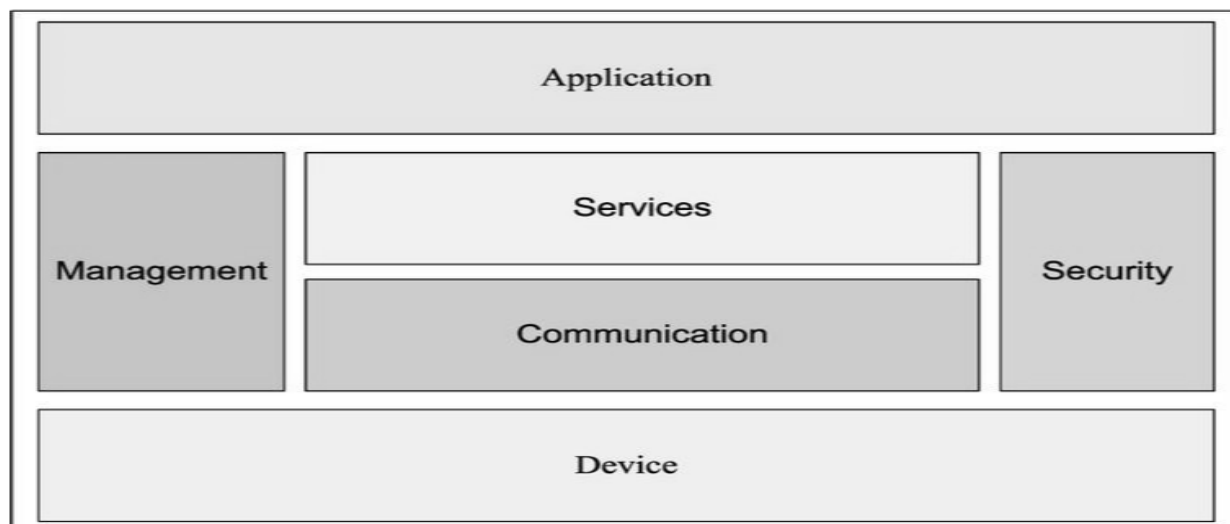 Application
Services
Management
Security
Communication
Device